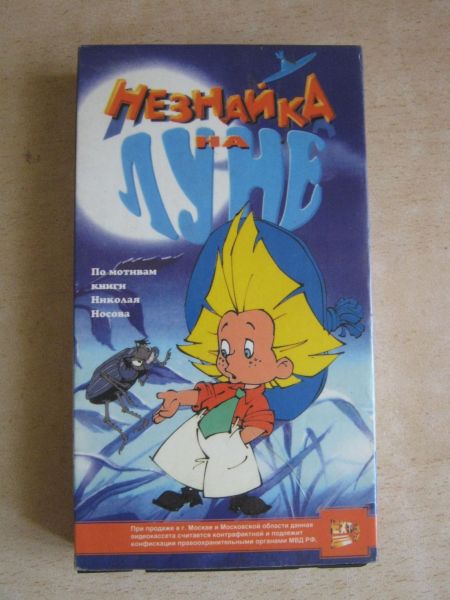 НЕЗНАЙКА
НА
ЛУНЕ
По мотивам
книги
Николая
Носова
При продаже в г. Москве и Московской области данная
видеокассета считается контрафактной и подлежит
конфискации правоохранительными органами МВД РФ.